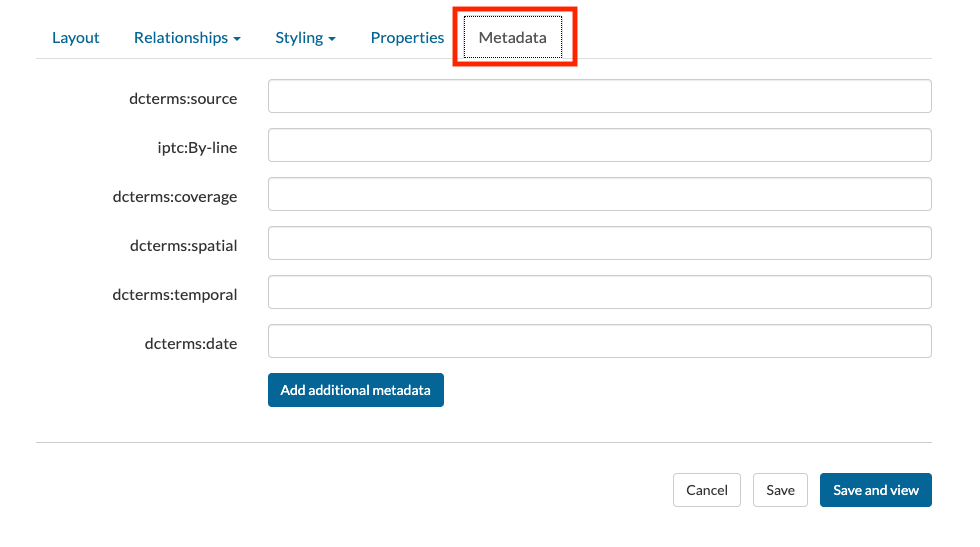 Layout Relationships Styling Properties Metadata
dcterms:source
iptc:By-line
dcterms:coverage
dcterms:spatial
dcterms:temporal
dcterms:date
Add additional metadata
Cancel Save Save and view